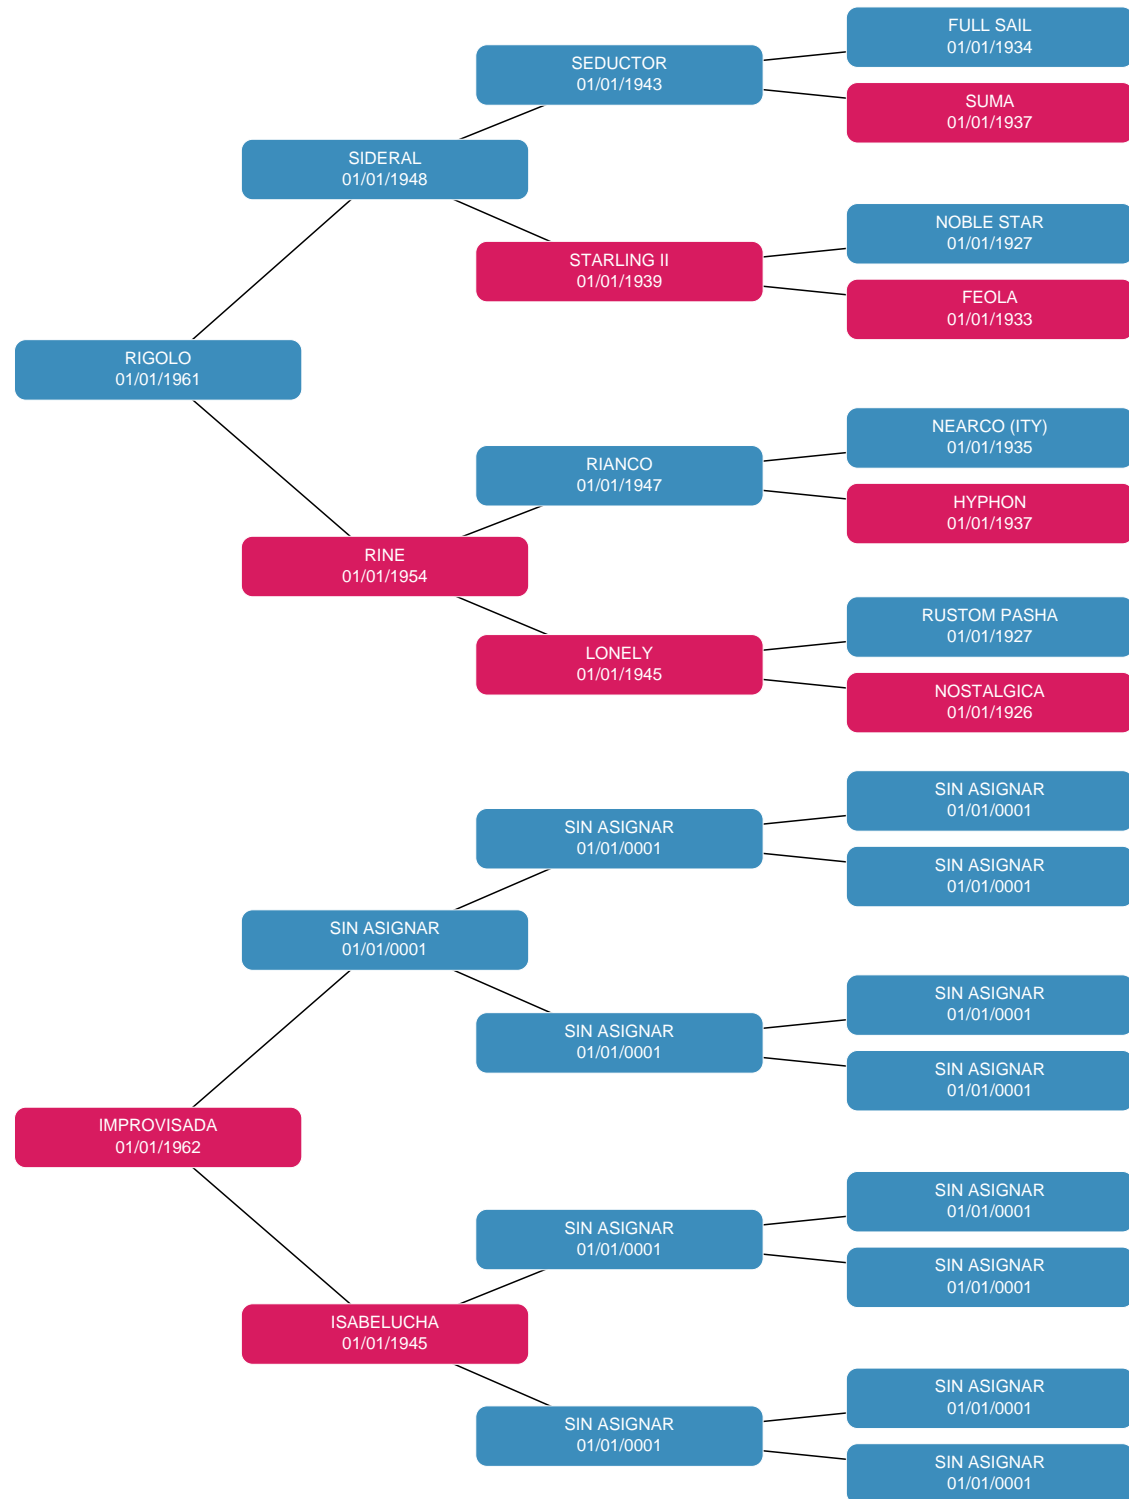 FULL SAIL
01/01/1934
SEDUCTOR
01/01/1943
SUMA
01/01/1937
SIDERAL
01/01/1948
NOBLE STAR
01/01/1927
STARLING II
01/01/1939
FEOLA
01/01/1933
RIGOLO
01/01/1961
NEARCO (ITY)
01/01/1935
RIANCO
01/01/1947
HYPHON
01/01/1937
RINE
01/01/1954
RUSTOM PASHA
01/01/1927
LONELY
01/01/1945
NOSTALGICA
01/01/1926
SIN ASIGNAR
01/01/0001
SIN ASIGNAR
01/01/0001
SIN ASIGNAR
01/01/0001
SIN ASIGNAR
01/01/0001
SIN ASIGNAR
01/01/0001
SIN ASIGNAR
01/01/0001
SIN ASIGNAR
01/01/0001
IMPROVISADA
01/01/1962
SIN ASIGNAR
01/01/0001
SIN ASIGNAR
01/01/0001
SIN ASIGNAR
01/01/0001
ISABELUCHA
01/01/1945
SIN ASIGNAR
01/01/0001
SIN ASIGNAR
01/01/0001
SIN ASIGNAR
01/01/0001